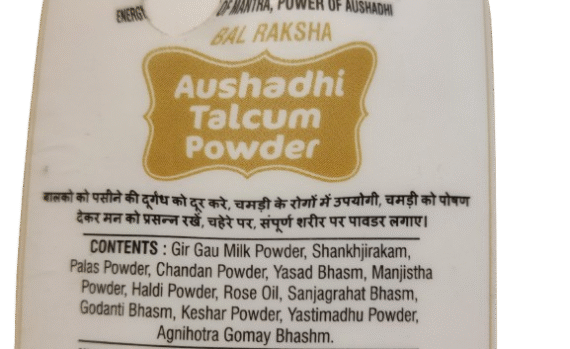 ENERGY OF MANTRA, POWER OF AUSHADHI
BAL RAKSHA
Aushadhi
Talcum
Powder
बालको को पसीने की दुर्गंध को दूर करे, चमड़ी के रोगों में उपयोगी, चमड़ी को पोषण
देकर मन को प्रसन्न रखें, चहेरे पर, संपूर्ण शरीर पर पावडर लगाए।
CONTENTS : Gir Gau Milk Powder, Shankhjirakam,
Palas Powder, Chandan Powder, Yasad Bhasm, Manjistha
Powder, Haldi Powder, Rose Oil, Sanjagrahat Bhasm,
Godanti Bhasm, Keshar Powder, Yastimadhu Powder,
Agnihotra Gomay Bhashm.